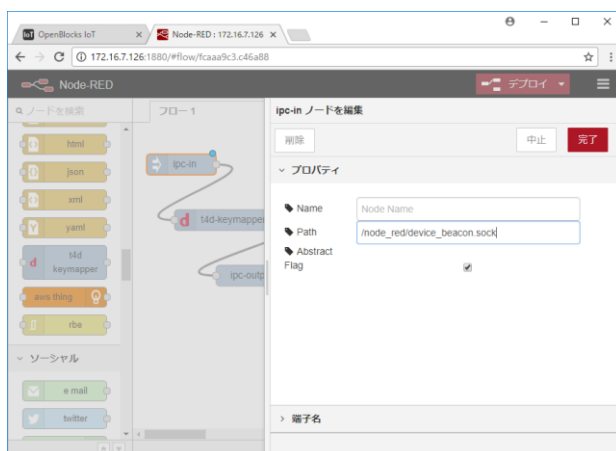 OpenBlocks IoT
Node-RED : 172.16.7.126
172.16.7.126:1880/#flow/fcaaa9c3.c46a88
Node-RED
デプロイ
ノードを検索
フロー 1
ipc-in ノードを編集
削除
中止
完了
html
json
xml
yaml
t4d
keymapper
aws thing
rbe
ソーシャル
e mail
twitter
ipc-in
t4d-keymapper
ipc-outp
プロパティ
Name
Node Name
Path
/node_red/device_beacon.sock
Abstract
Flag
端子名